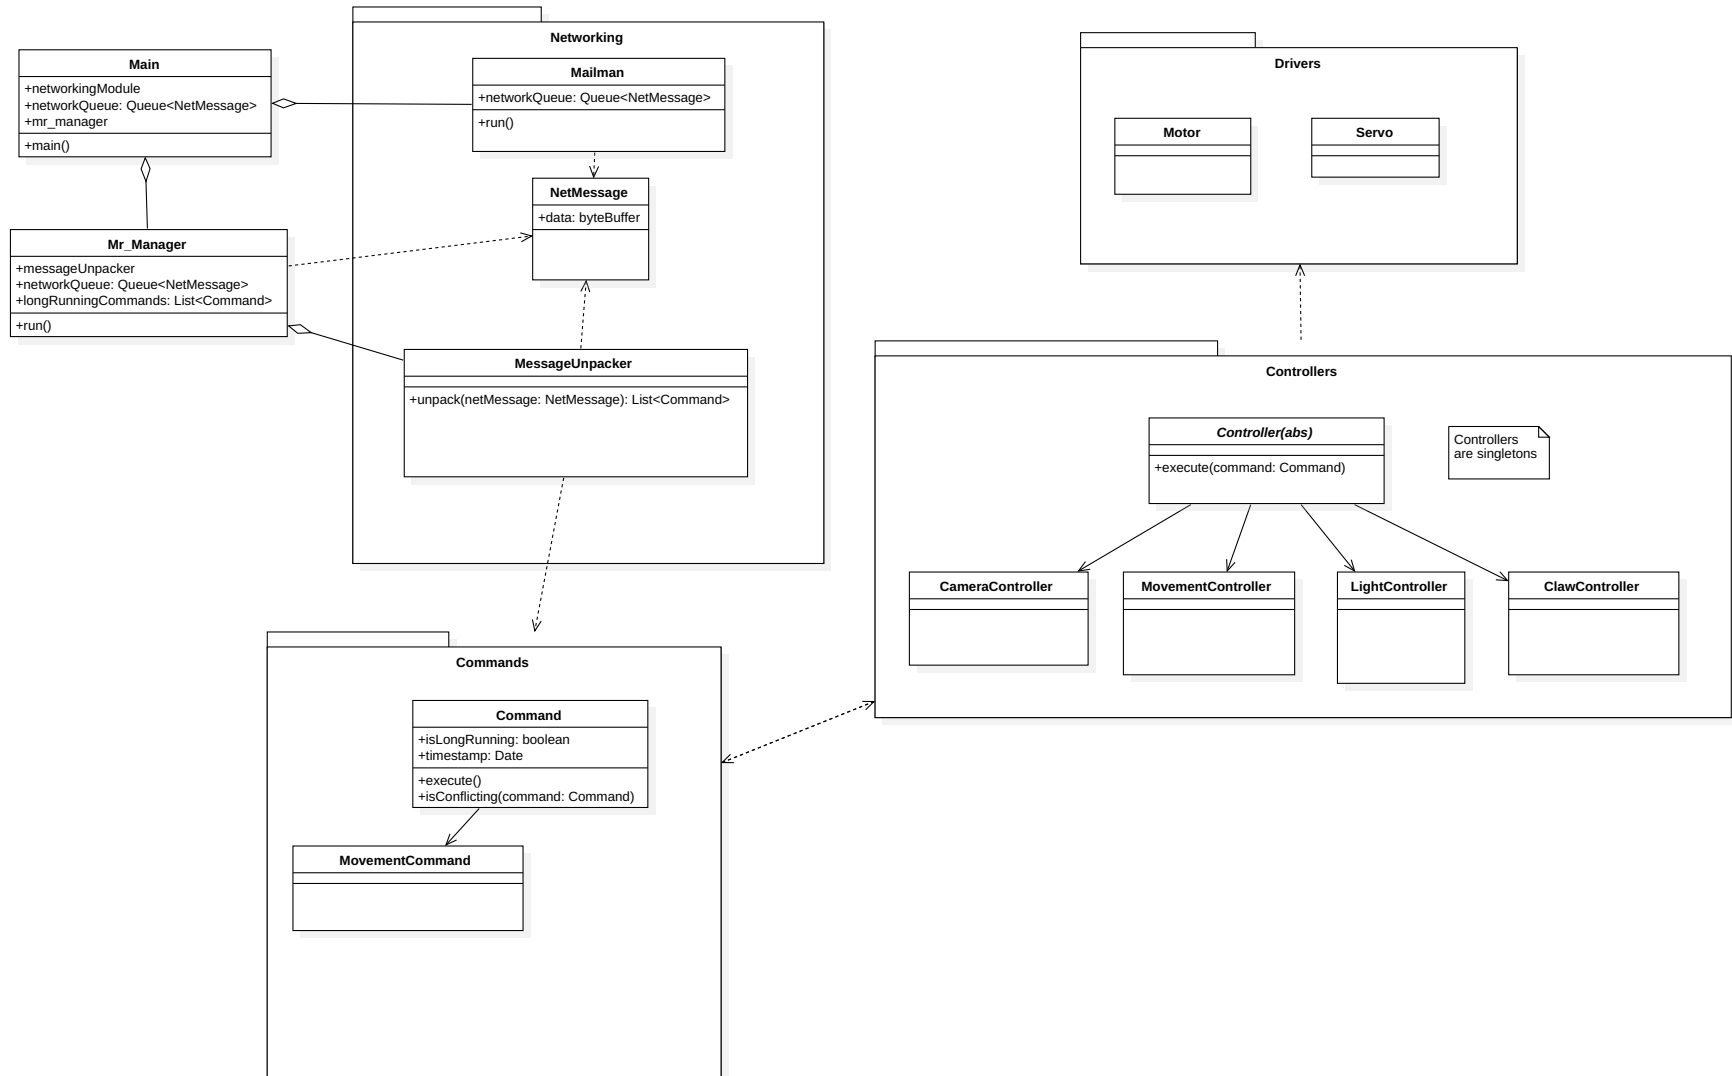 Main
+networkingModule
+networkQueue: Queue<NetMessage>
+mr_manager
+main()
Mr_Manager
+messageUnpacker
+networkQueue: Queue<NetMessage>
+longRunningCommands: List<Command>
+run()
Networking
Mailman
+networkQueue: Queue<NetMessage>
+run()
NetMessage
+data: byteBuffer
MessageUnpacker
+unpack(netMessage: NetMessage): List<Command>
Drivers
Motor
Servo
Controllers
Controller(abs)
+execute(command: Command)
Controllers
are singletons
CameraController
MovementController
LightController
ClawController
Commands
Command
+isLongRunning: boolean
+timestamp: Date
+execute()
+isConflicting(command: Command)
MovementCommand